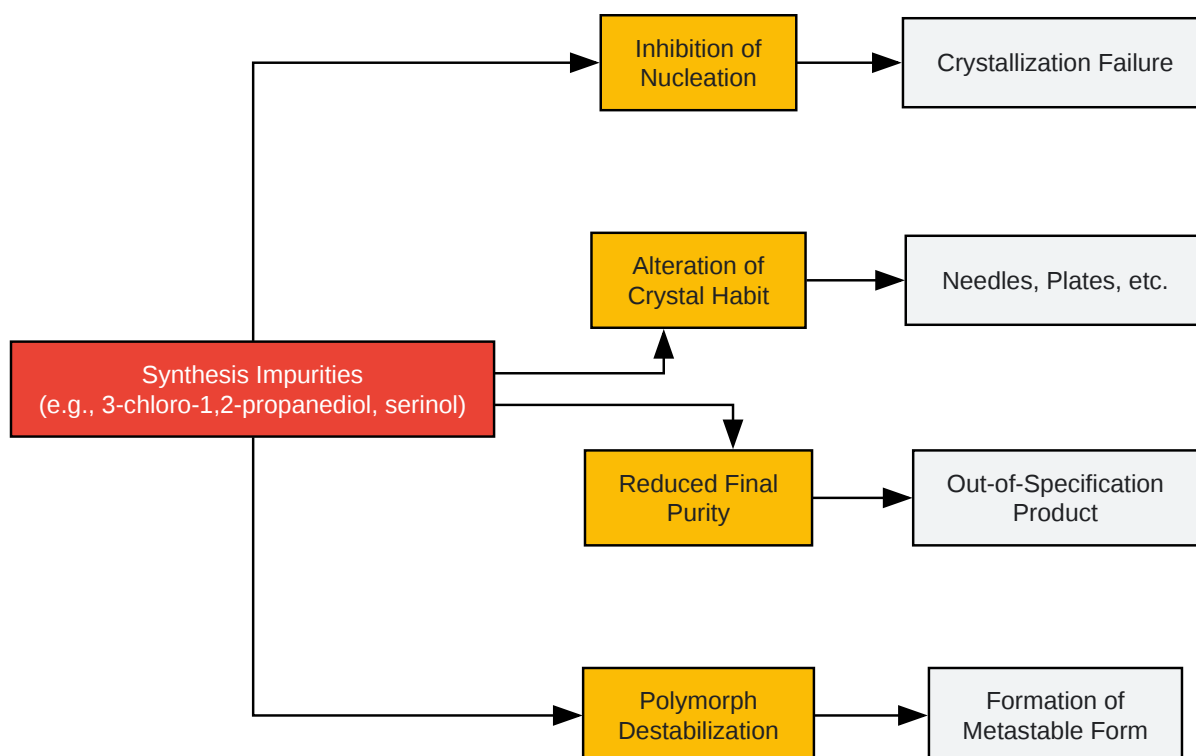 Inhibition of
Nucleation
Crystallization Failure
Alteration of
Crystal Habit
Needles, Plates, etc.
Synthesis Impurities
(e.g., 3-chloro-1,2-propanediol, serinol)
Reduced Final
Purity
Out-of-Specification
Product
Polymorph
Destabilization
Formation of
Metastable Form